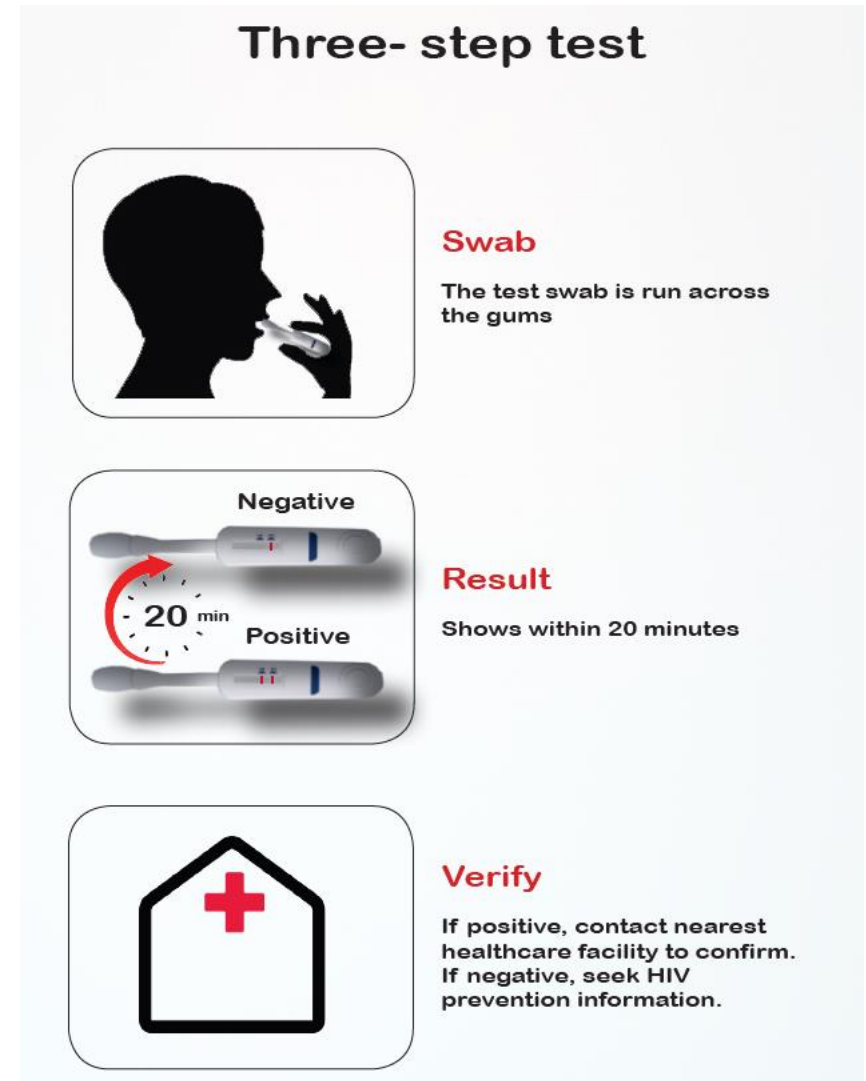 Three- step test
Swab
The test swab is run across
the gums
Negative
20 min
Positive
Result
Shows within 20 minutes
Verify
If positive, contact nearest
healthcare facility to confirm.
If negative, seek HIV
prevention information.